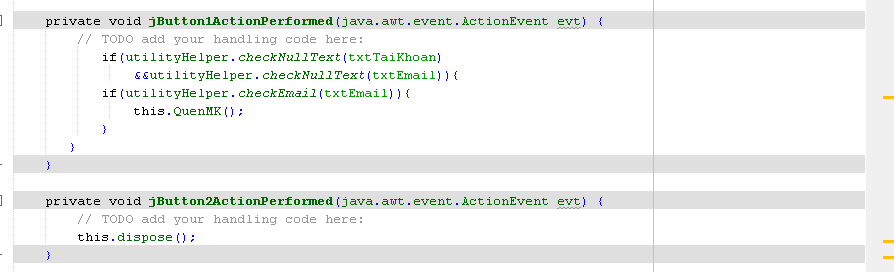 private void jButton1ActionPerformed(java.awt.event.ActionEvent evt) {
// TODO add your handling code here:
if(utilityHelper.checkNullText(txtTaiKhoan)
&&utilityHelper.checkNullText(txtEmail)){
if(utilityHelper.checkEmail(txtEmail)){
this.QuenMK();
}
}
}
private void jButton2ActionPerformed(java.awt.event.ActionEvent evt) {
// TODO add your handling code here:
this.dispose();
}